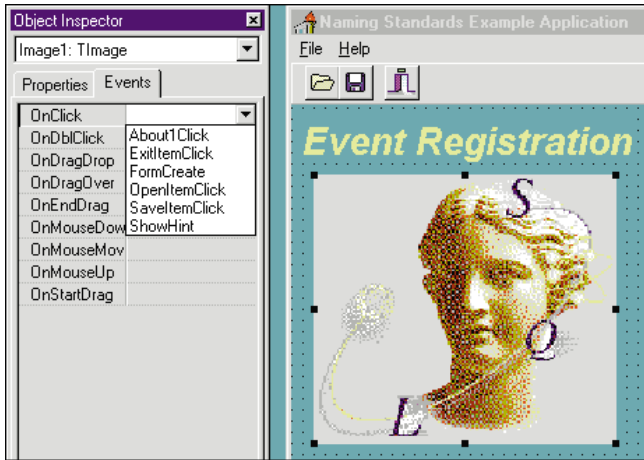 Object Inspector
Image1: TImage
Properties Events
OnClick
OnDblClick
OnDragDrop
OnDragOver
OnEndDrag
OnMouseDow
OnMouseMov
OnMouseUp
OnStartDrag
About1Click
ExitItemClick
FormCreate
OpenItemClick
SaveItemClick
ShowHint
Naming Standards Example Application
File Help
Event Registration
S
Q
L